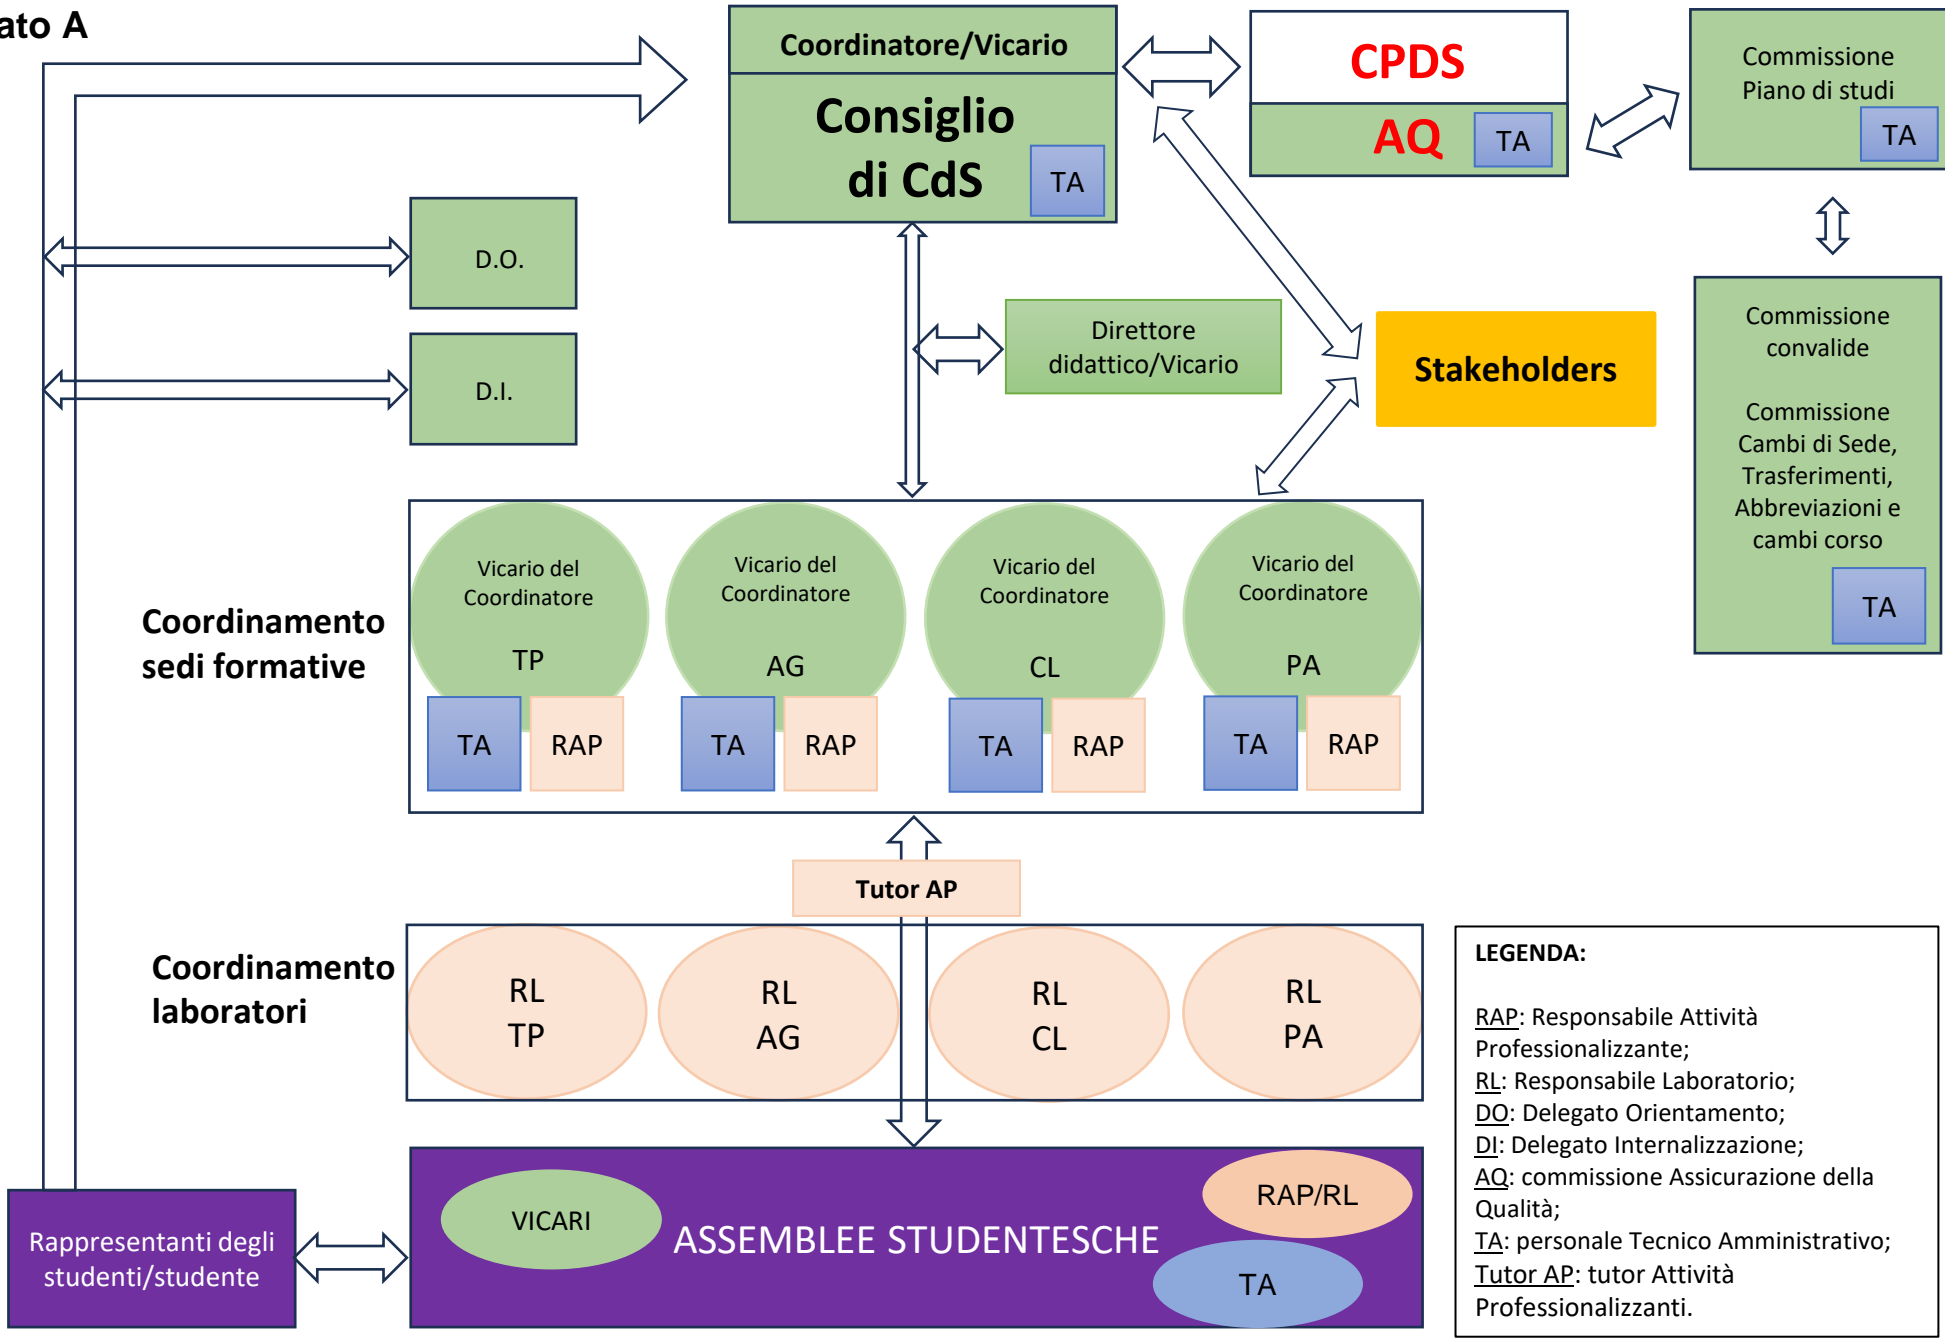 ato A
Coordinatore/Vicario
Consiglio
di CdS
TA
CPDS
AQ
TA
Commissione
Piano di studi
TA
D.O.
D.I.
Direttore
didattico/Vicario
Stakeholders
Commissione
convalide
Commissione
Cambi di Sede,
Trasferimenti,
Abbreviazioni e
cambi corso
TA
Coordinamento
sedi formative
Vicario del
Coordinatore
TP
TA
RAP
Vicario del
Coordinatore
AG
TA
RAP
Vicario del
Coordinatore
CL
TA
RAP
Vicario del
Coordinatore
PA
TA
RAP
Tutor AP
Coordinamento
laboratori
RL
TP
RL
AG
RL
CL
RL
PA
Rappresentanti degli
studenti/studente
VICARI
ASSEMBLEE STUDENTESCHE
RAP/RL
TA
LEGENDA:
RAP: Responsabile Attività
Professionalizzante;
RL: Responsabile Laboratorio;
DO: Delegato Orientamento;
DI: Delegato Internalizzazione;
AQ: commissione Assicurazione della
Qualità;
TA: personale Tecnico Amministrativo;
Tutor AP: tutor Attività
Professionalizzanti.